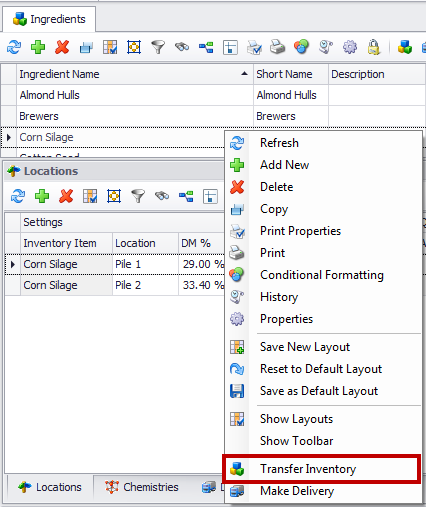 Ingredients
Ingredient Name Short Name Description
Almond Hulls Almond Hulls
Brewers Brewers
Corn Silage
Locations
Settings
Inventory Item Location DM %
Corn Silage Pile 1 29.00 %
Corn Silage Pile 2 33.40 %
Locations Chemistries
Refresh
Add New
Delete
Copy
Print Properties
Print
Conditional Formatting
History
Properties
Save New Layout
Reset to Default Layout
Save as Default Layout
Show Layouts
Show Toolbar
Transfer Inventory
Make Delivery